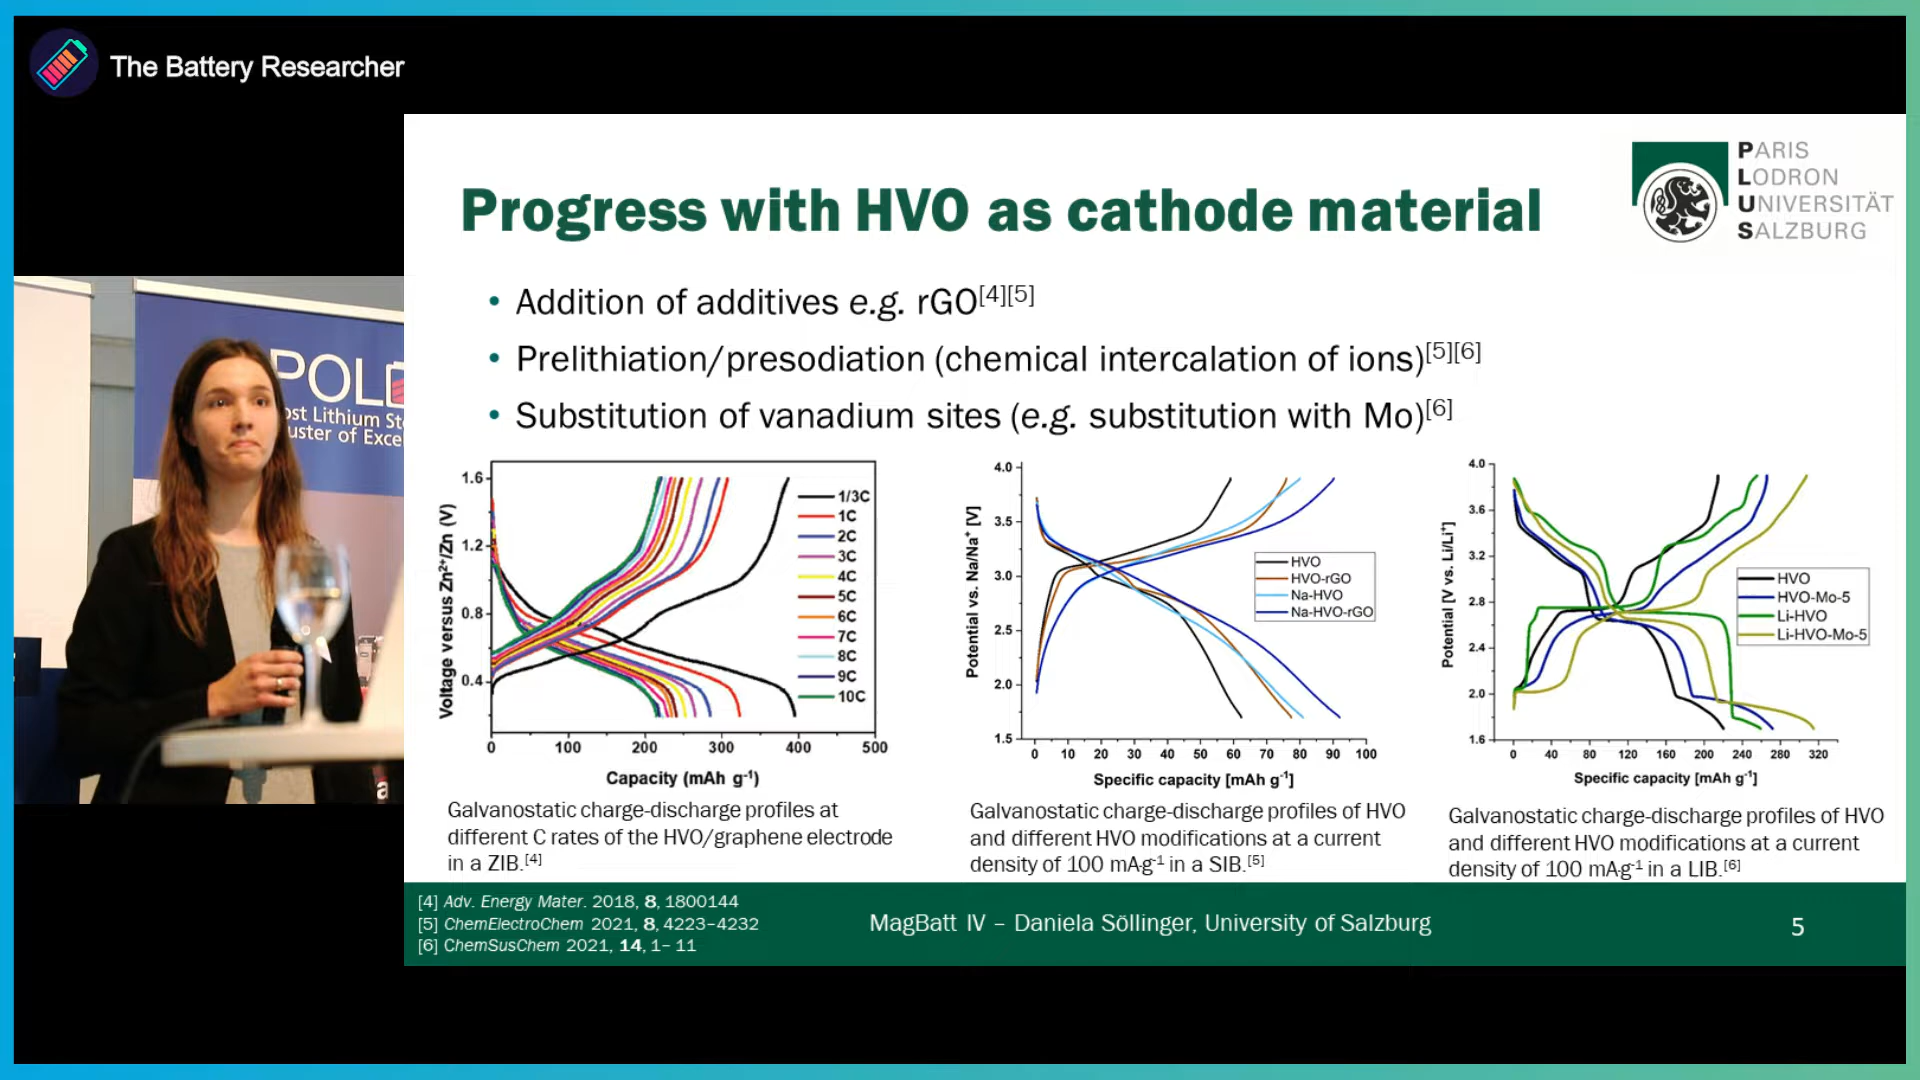 The Battery Researcher
POL
ost Lithium St
uster of Exce
a
Progress with HVO as cathode material
PARIS
LODRON
UNIVERSITÄT
SALZBURG
• Addition of additives e.g. rGO[4][5]
• Prelithiation/presodiation (chemical intercalation of ions)[5][6]
• Substitution of vanadium sites (e.g. substitution with Mo)[6]
Voltage versus Zn²⁺/Zn (V)
1.6
1.2
0.8
0.4
0 100 200 300 400 500
Capacity (mAh g⁻¹)
1/3C
1C
2C
3C
4C
5C
6C
7C
8C
9C
10C
Galvanostatic charge-discharge profiles at
different C rates of the HVO/graphene electrode
in a ZIB.[4]
Potential vs. Na/Na⁺ [V]
4.0
3.5
3.0
2.5
2.0
1.5
0 10 20 30 40 50 60 70 80 90 100
Specific capacity [mAh g⁻¹]
HVO
HVO-rGO
Na-HVO
Na-HVO-rGO
Galvanostatic charge-discharge profiles of HVO
and different HVO modifications at a current
density of 100 mA·g⁻¹ in a SIB.[5]
Potential [V vs. Li/Li⁺]
4.0
3.6
3.2
2.8
2.4
2.0
1.6
0 40 80 120 160 200 240 280 320
Specific capacity [mAh g⁻¹]
HVO
HVO-Mo-5
Li-HVO
Li-HVO-Mo-5
Galvanostatic charge-discharge profiles of HVO
and different HVO modifications at a current
density of 100 mA·g⁻¹ in a LIB.[6]
[4] Adv. Energy Mater. 2018, 8, 1800144
[5] ChemElectroChem 2021, 8, 4223–4232
[6] ChemSusChem 2021, 14, 1– 11
MagBatt IV – Daniela Söllinger, University of Salzburg
5